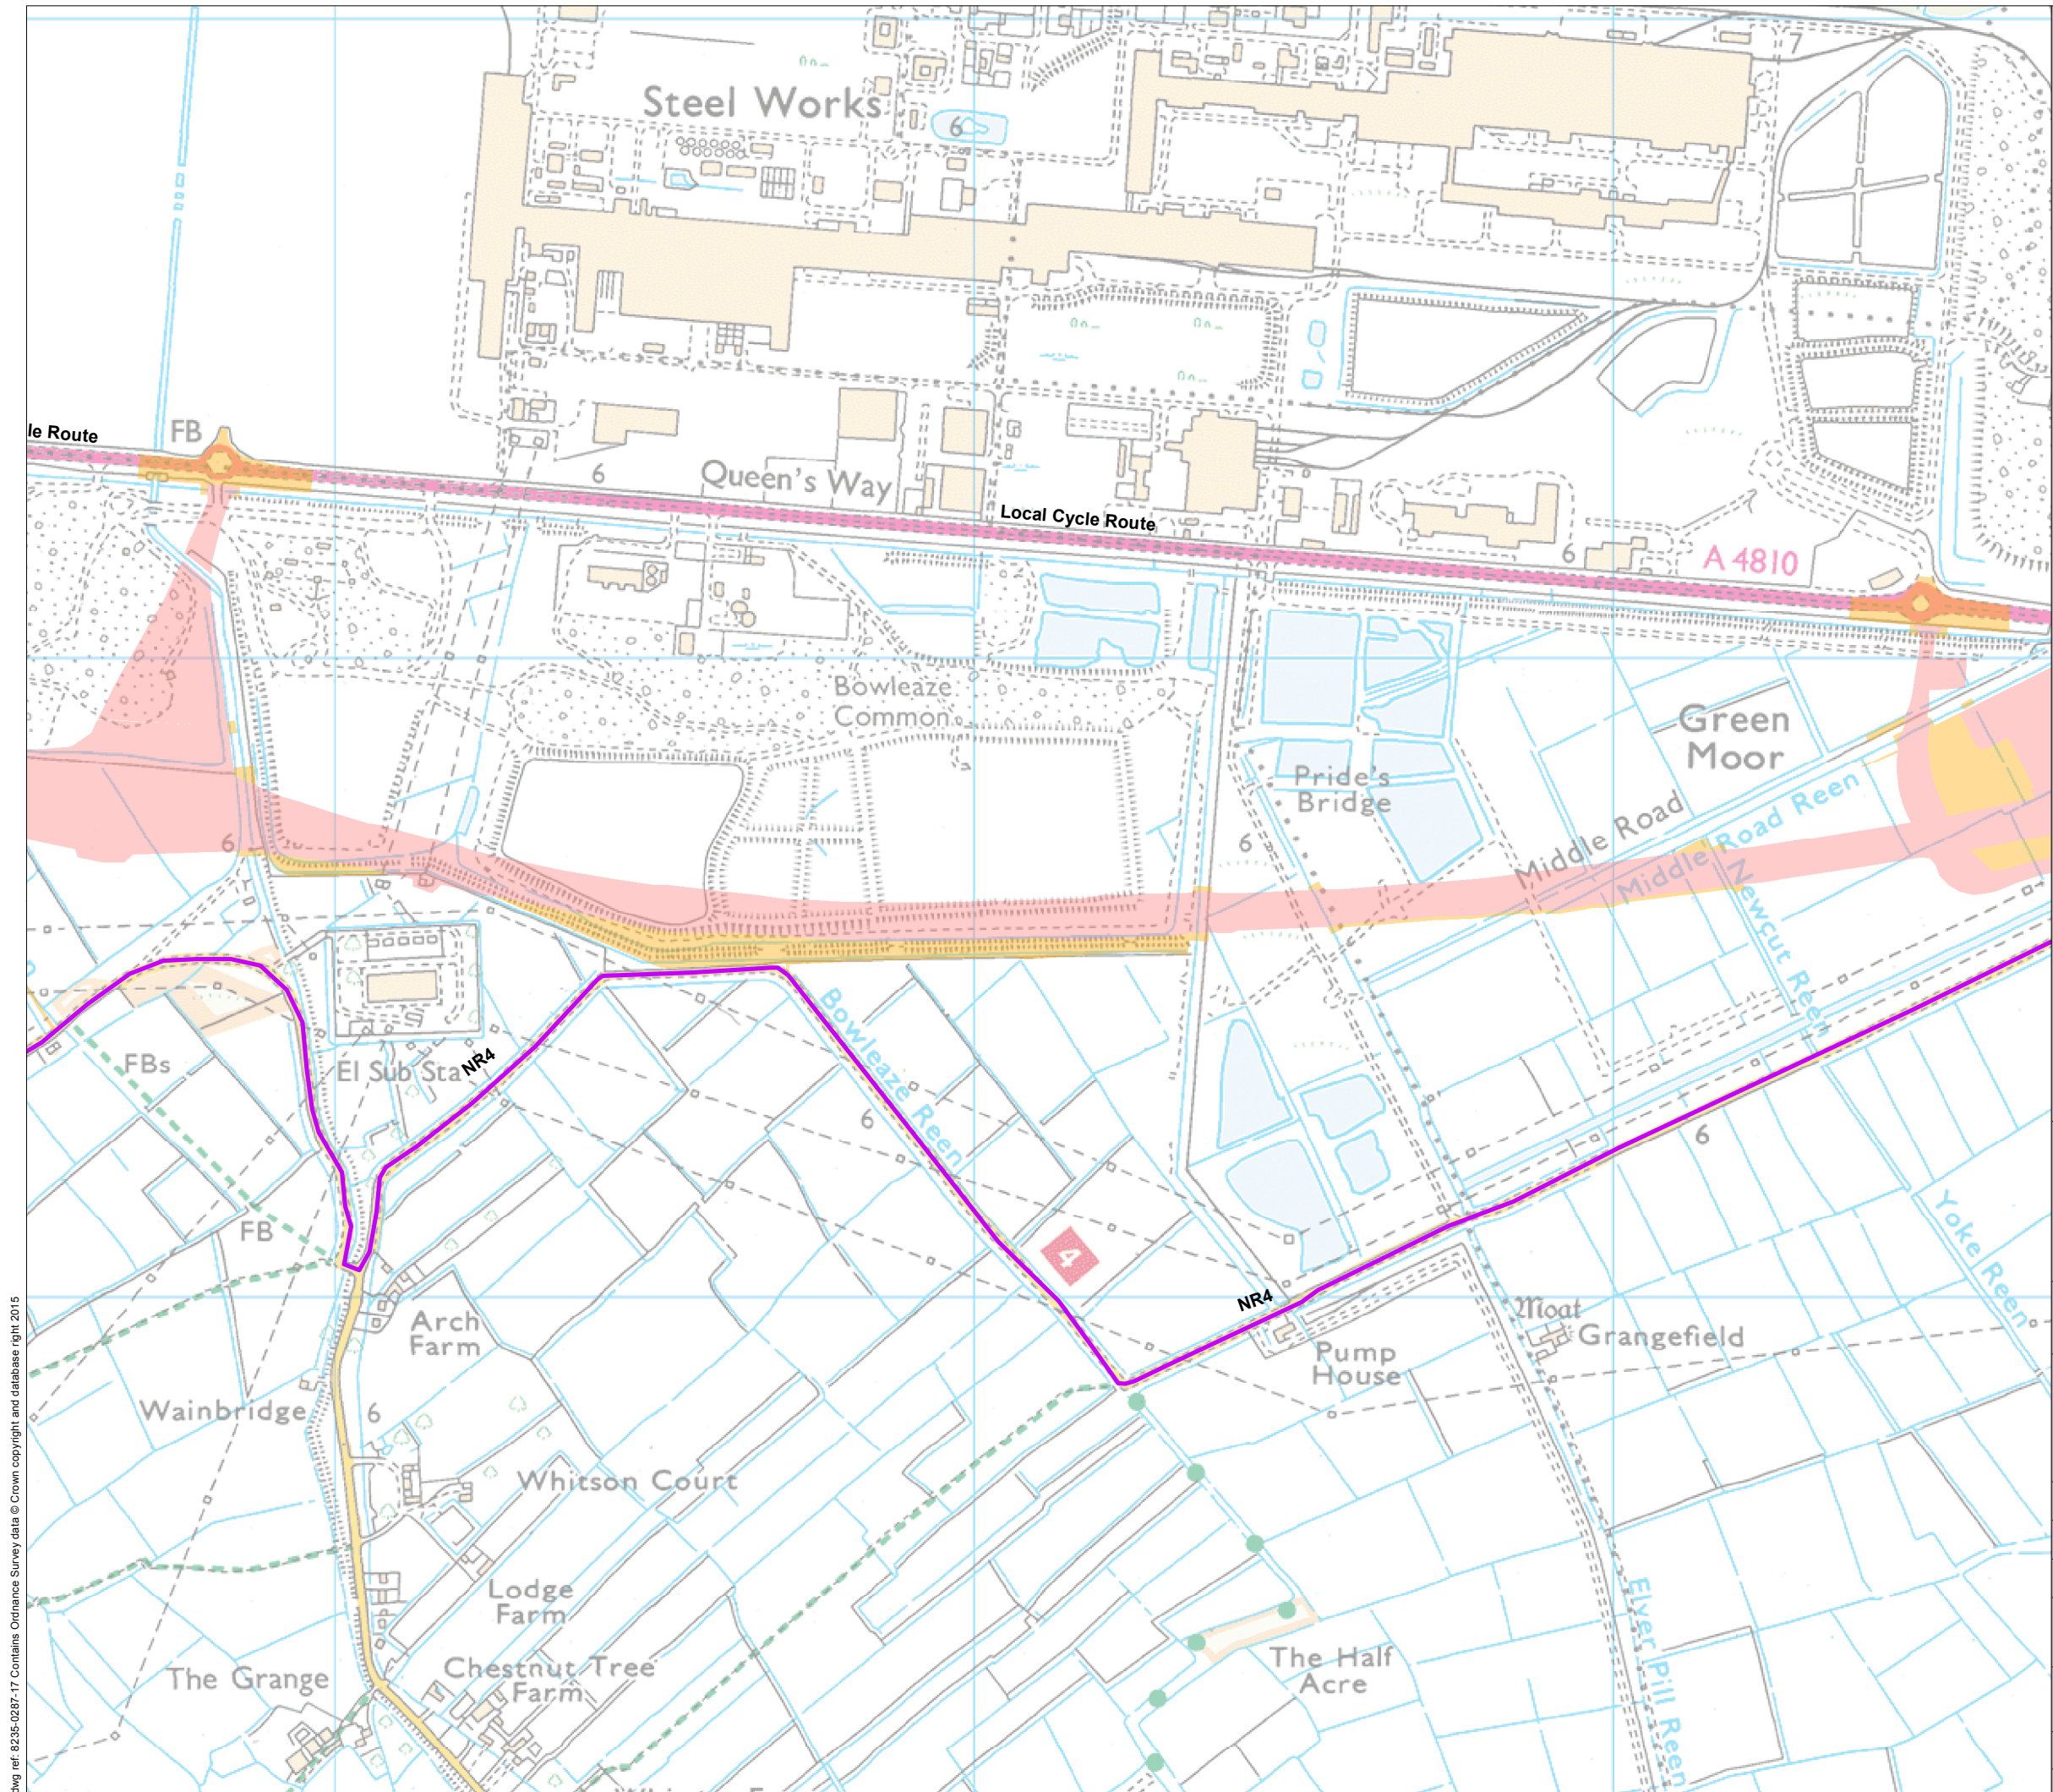 Steel Works
6
7
le Route
FB
6
Queen's Way
Local Cycle Route
6
A 4810
Bowleaze
Common
Green
Moor
Pride's
Bridge
6
6
Middle Road
Middle Road Reen
Newcut Reen
FBs
El Sub Sta
NR4
Bowleaze Reen
6
6
FB
4
NR4
Yoke Reen
Arch
Farm
Moat
Grangefield
Pump
House
Wainbridge
6
Whitson Court
Lodge
Farm
The Grange
Chestnut Tree
Farm
The Half
Acre
Elver Pill Reen
dwg ref: 8235-0287-17 Contains Ordnance Survey data © Crown copyright and database right 2015